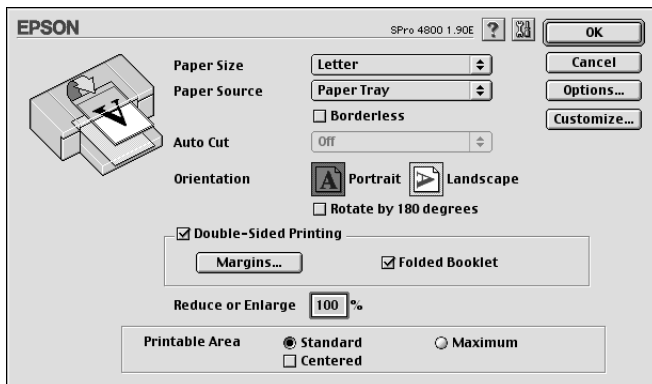 EPSON
SPro 4800 1.90E
?
OK
Paper Size
Letter
Cancel
Paper Source
Paper Tray
Options...
Borderless
Customize...
Auto Cut
Off
Orientation
A Portrait A Landscape
Rotate by 180 degrees
Double-Sided Printing
Margins...
Folded Booklet
Reduce or Enlarge 100 %
Printable Area
Standard
Maximum
Centered